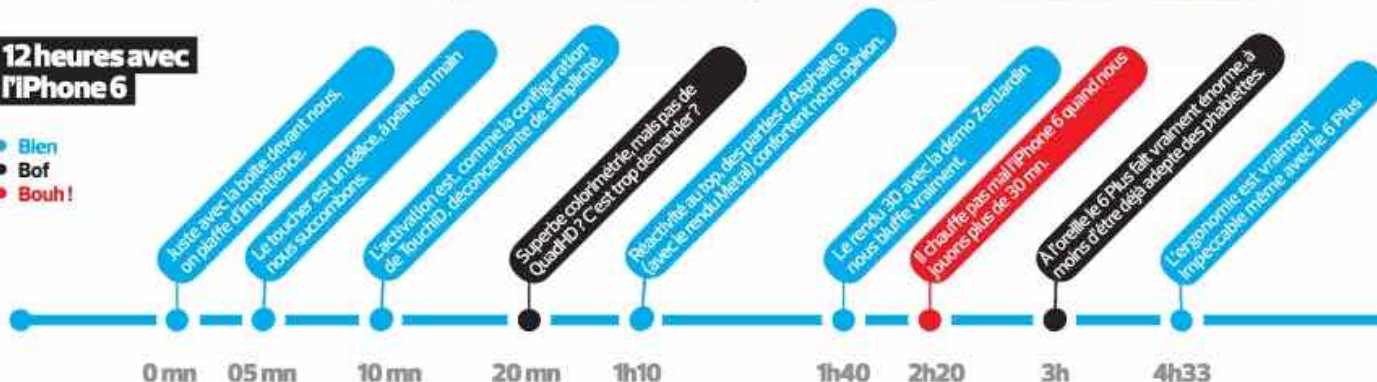 12 heures avec
l'iPhone 6
Bien
Bof
Bouh !
Juste avec la boîte devant nous,
on piaffe d'impatience.
Le toucher est un délice, à peine en main
nous succombons.
L'activation est, comme la configuration
de TouchID, déconcertante de simplicité.
Superbe colorimétrie, mais pas de
QuadHD ? C'est trop demander ?
Réactivité au top, des parties d'Asphalte 8
(avec le rendu Metal) confortent notre opinion.
Le rendu 3D avec la démo ZenJardin
nous bluffe vraiment.
Il chauffe pas mal l'iPhone 6 quand nous
jouons plus de 30 mn.
À l'oreille le 6 Plus fait vraiment énorme, à
moins d'être déjà adepte des phablettes.
L'ergonomie est vraiment
impeccable même avec le 6 Plus
0 mn 05 mn 10 mn 20 mn 1h10 1h40 2h20 3h 4h33